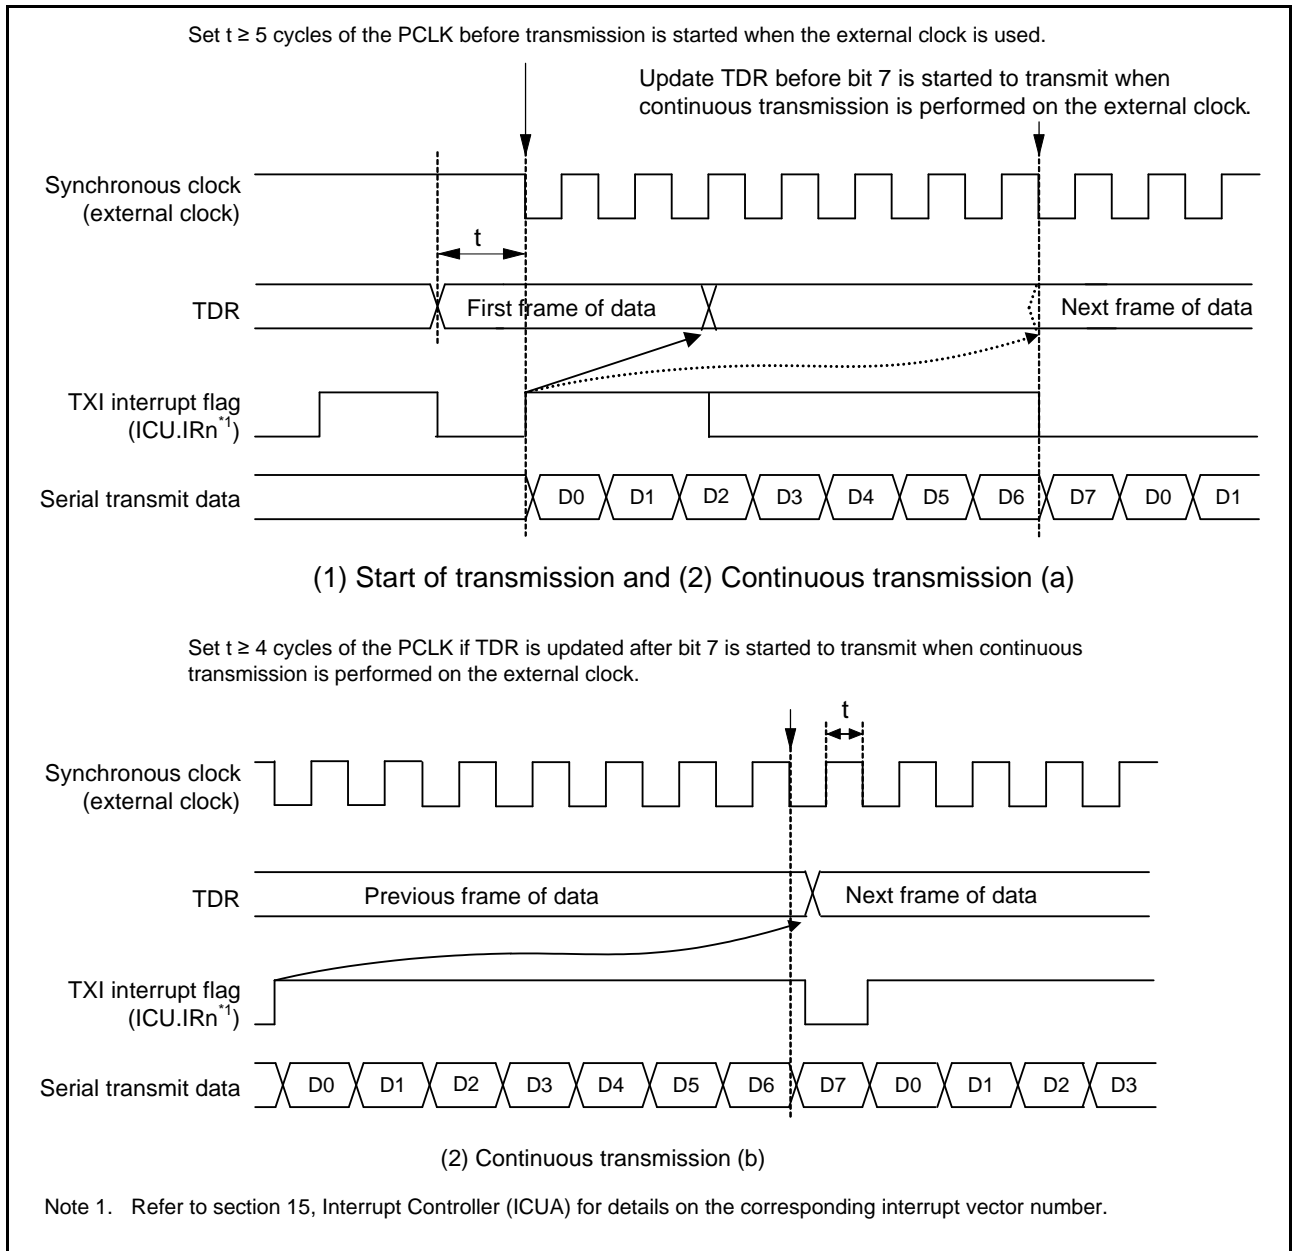 Set t ≥ 5 cycles of the PCLK before transmission is started when the external clock is used.
Update TDR before bit 7 is started to transmit when
continuous transmission is performed on the external clock.
Synchronous clock
(external clock)
t
TDR
First frame of data
Next frame of data
TXI interrupt flag
(ICU.IRn*1)
Serial transmit data
D0 D1 D2 D3 D4 D5 D6 D7 D0 D1
(1) Start of transmission and (2) Continuous transmission (a)
Set t ≥ 4 cycles of the PCLK if TDR is updated after bit 7 is started to transmit when continuous
transmission is performed on the external clock.
t
Synchronous clock
(external clock)
TDR
Previous frame of data
Next frame of data
TXI interrupt flag
(ICU.IRn*1)
Serial transmit data
D0 D1 D2 D3 D4 D5 D6 D7 D0 D1 D2 D3
(2) Continuous transmission (b)
Note 1. Refer to section 15, Interrupt Controller (ICUA) for details on the corresponding interrupt vector number.